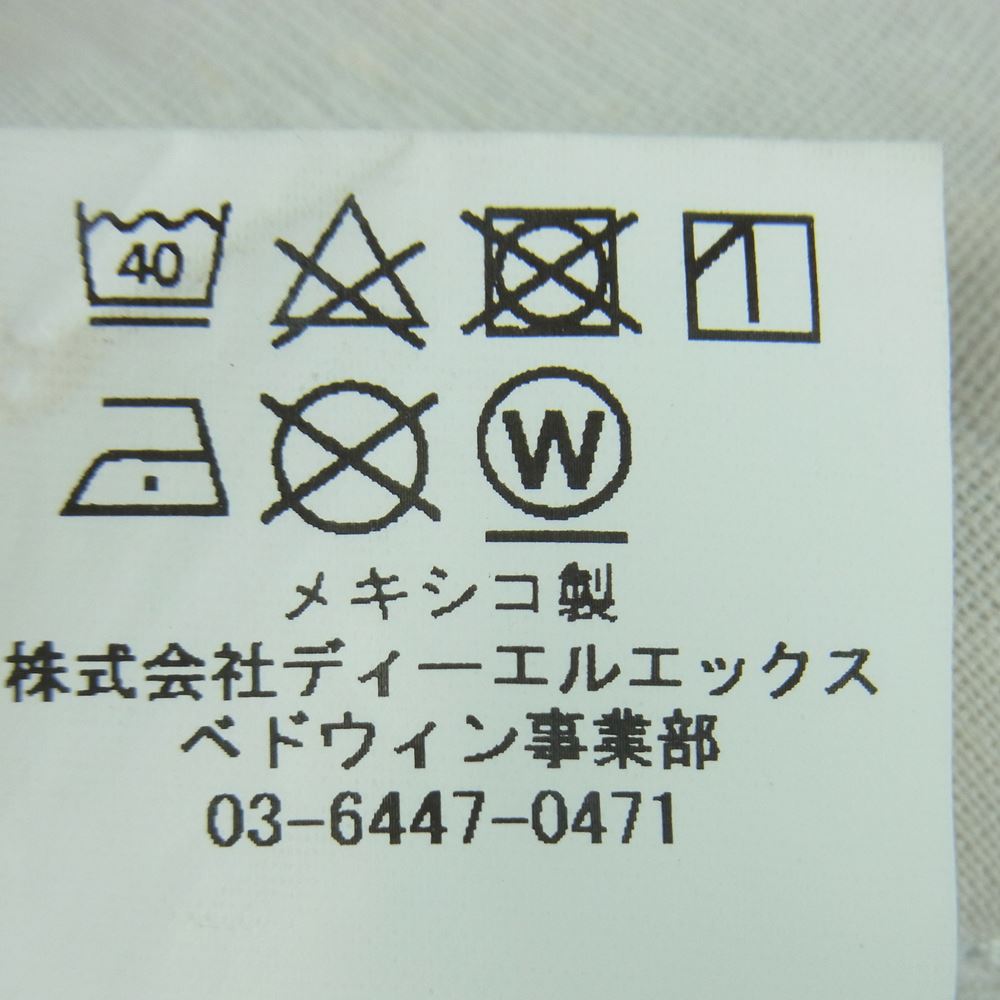 40
W
メキシコ製
株式会社ディーエルエックス
ベドウィン事業部
03-6447-0471